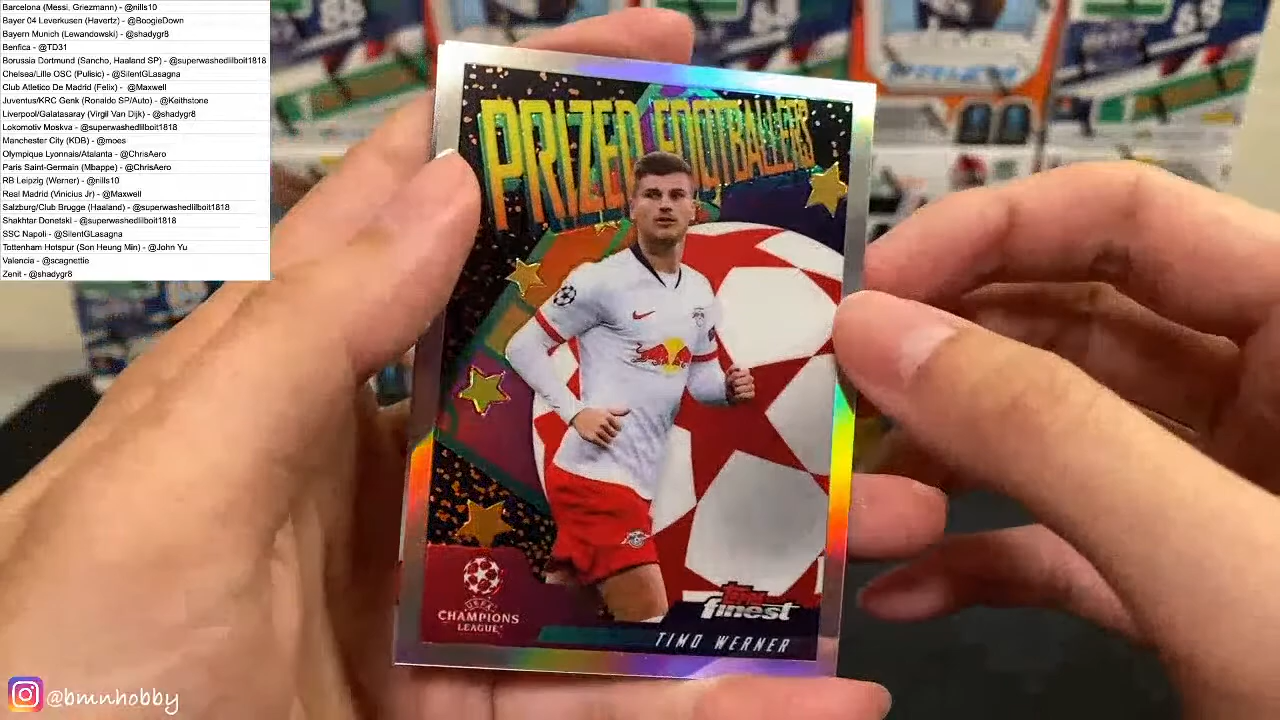 Barcelona (Messi, Griezmann) - @nills10
Bayer 04 Leverkusen (Havertz) - @BoogieDown
Bayern Munich (Lewandowski) - @shadygr8
Benfica - @TD31
Borussia Dortmund (Sancho, Haaland SP) - @superwashedlilboit1818
Chelsea/Lille OSC (Pulisic) - @SilentGLasagna
Club Atletico De Madrid (Felix) - @Maxwell
Juventus/KRC Genk (Ronaldo SP/Auto) - @Keithstone
Liverpool/Galatasaray (Virgil Van Dijk) - @shadygr8
Lokomotiv Moskva - @superwashedlilboit1818
Manchester City (KDB) - @moes
Olympique Lyonnais/Atalanta - @ChrisAero
Paris Saint-Germain (Mbappe) - @ChrisAero
RB Leipzig (Werner) - @nills10
Real Madrid (Vinicius Jr) - @Maxwell
Salzburg/Club Brugge (Haaland) - @superwashedlilboit1818
Shakhtar Donetski - @superwashedlilboit1818
SSC Napoli - @SilentGLasagna
Tottenham Hotspur (Son Heung Min) - @John Yu
Valencia - @scagnettie
Zenit - @shadygr8
PRIZED FOOTBALLERS
UEFA
CHAMPIONS
LEAGUE
Topps
finest
TIMO WERNER
@bmnhobby